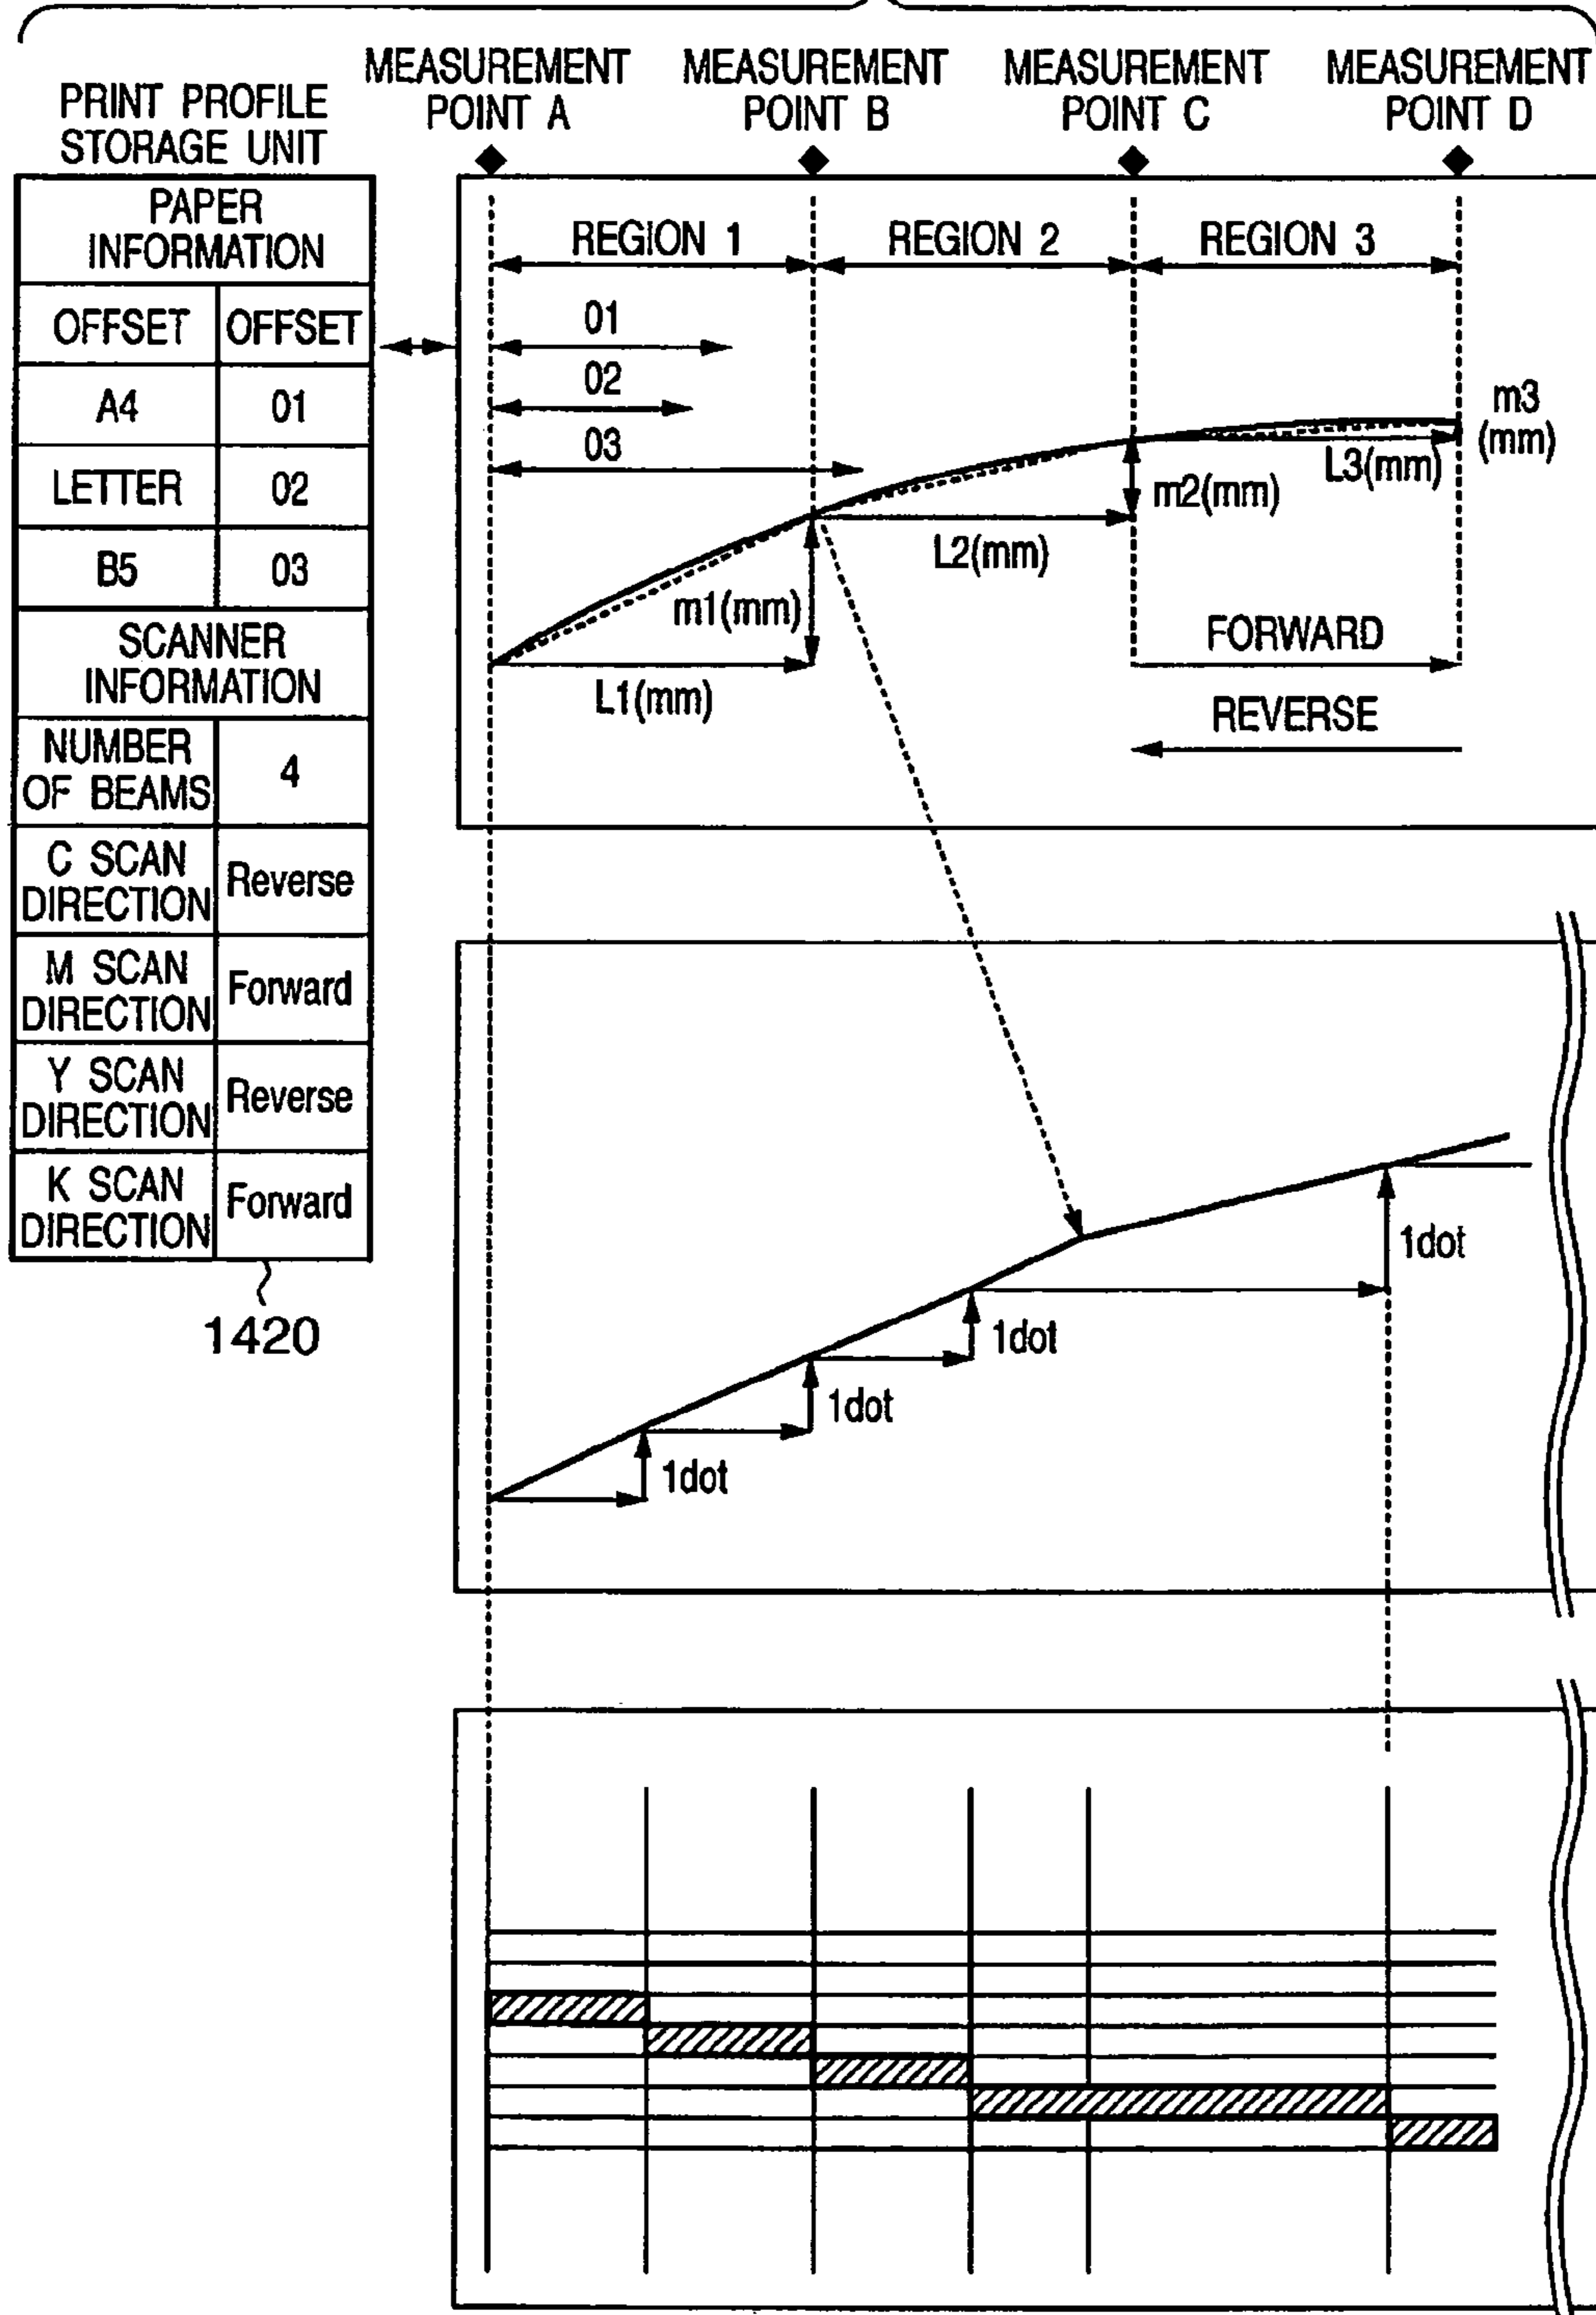 MEASUREMENT POINT A
MEASUREMENT POINT B
MEASUREMENT POINT C
MEASUREMENT POINT D
PRINT PROFILE
STORAGE UNIT
PAPER
INFORMATION
OFFSET OFFSET
A4 01
LETTER 02
B5 03
SCANNER
INFORMATION
NUMBER
OF BEAMS 4
C SCAN
DIRECTION Reverse
M SCAN
DIRECTION Forward
Y SCAN
DIRECTION Reverse
K SCAN
DIRECTION Forward
1420
REGION 1 REGION 2 REGION 3
01
02
03
m3
(mm)
L3(mm)
m2(mm)
L2(mm)
m1(mm)
L1(mm)
FORWARD
REVERSE
1dot
1dot
1dot
1dot